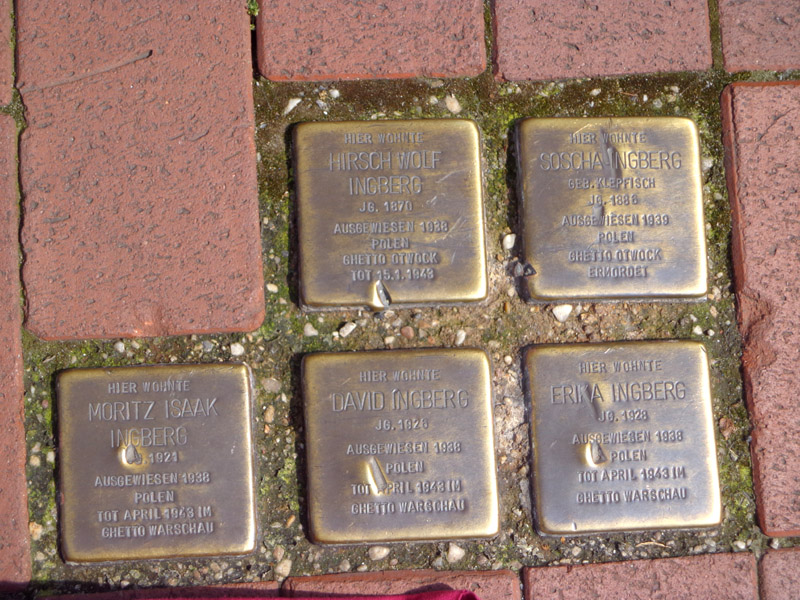 HIER WOHNTE
HIRSCH WOLF
INGBERG
JG. 1870
AUSGEWIESEN 1938
POLEN
GHETTO OTWOCK
TOT 15.1.1943
HIER WOHNTE
SOSCHA INGBERG
GEB. KLEPFISCH
JG. 1886
AUSGEWIESEN 1939
POLEN
GHETTO OTWOCK
ERMORDET
HIER WOHNTE
MORITZ ISAAK
INGBERG
1921
AUSGEWIESEN 1938
POLEN
TOT APRIL 1943 IM
GHETTO WARSCHAU
HIER WOHNTE
DAVID INGBERG
JG. 1926
AUSGEWIESEN 1938
POLEN
TOT APRIL 1943 IM
GHETTO WARSCHAU
HIER WOHNTE
ERIKA INGBERG
JG. 1928
AUSGEWIESEN 1938
POLEN
TOT APRIL 1943 IM
GHETTO WARSCHAU